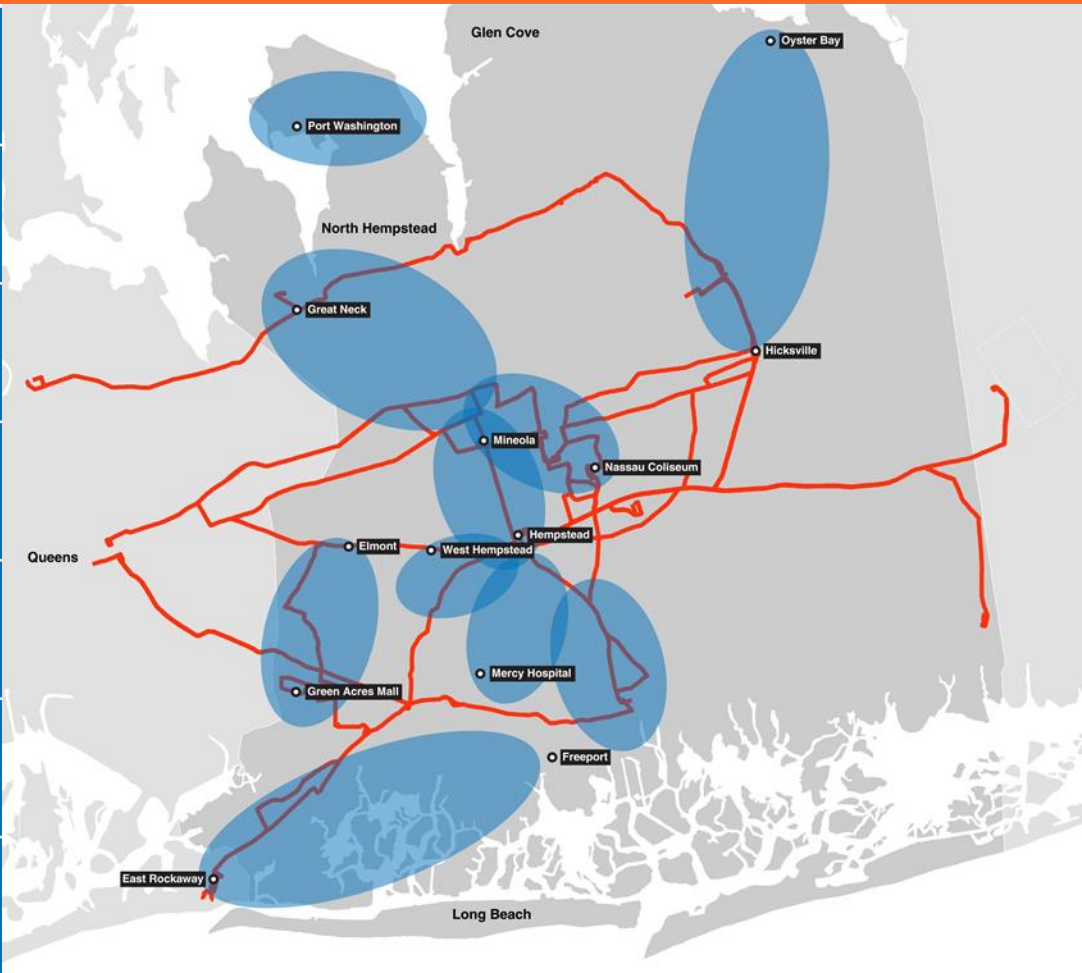 Glen Cove
Oyster Bay
Port Washington
North Hempstead
Great Neck
Hicksville
Mineola
Nassau Coliseum
Hempstead
Elmont
West Hempstead
Queens
Mercy Hospital
Green Acres Mall
Freeport
East Rockaway
Long Beach